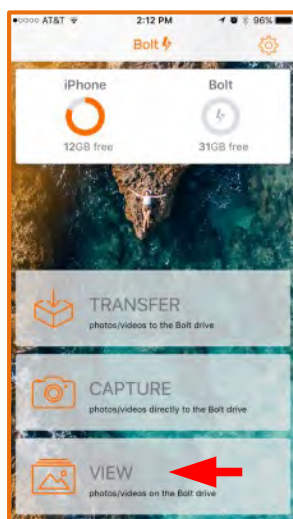 AT&T 2:12 PM 96%
Bolt
iPhone Bolt
12GB free 31GB free
TRANSFER
photos/videos to the Bolt drive
CAPTURE
photos/videos directly to the Bolt drive
VIEW
photos/videos on the Bolt drive